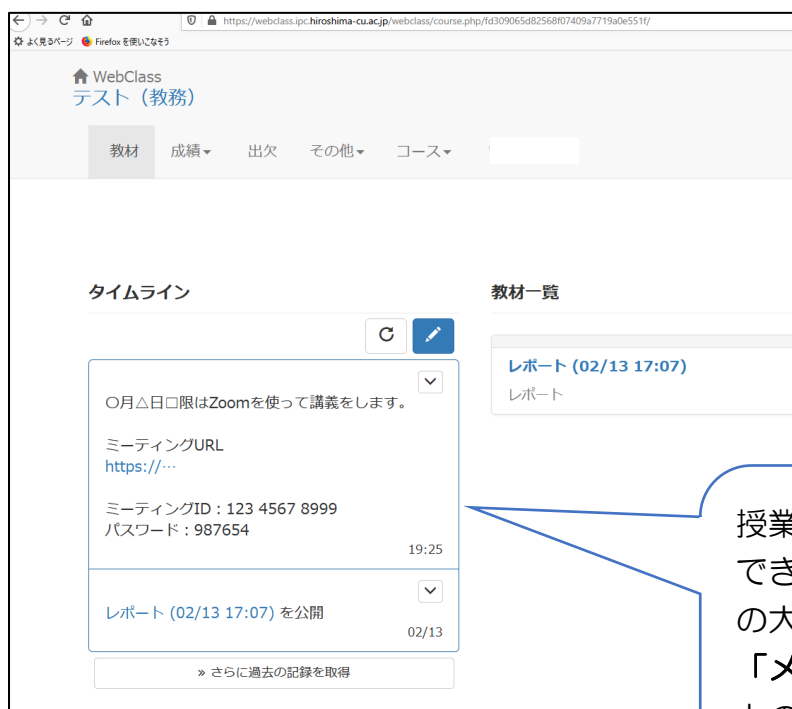 https://webclass.ipc.hiroshima-cu.ac.jp/webclass/course.php/fd309065d82568f07409a7719a0e551f/
よく見るページ Firefox を使いこなそう
WebClass
テスト（教務）
教材 成績 出欠 その他 コース
タイムライン
〇月△日□限はZoomを使って講義をします。
ミーティングURL
https://…
ミーティングID：123 4567 8999
パスワード：987654
19:25
レポート (02/13 17:07) を公開
02/13
» さらに過去の記録を取得
教材一覧
レポート (02/13 17:07)
レポート
授業
でき
の大
「メ